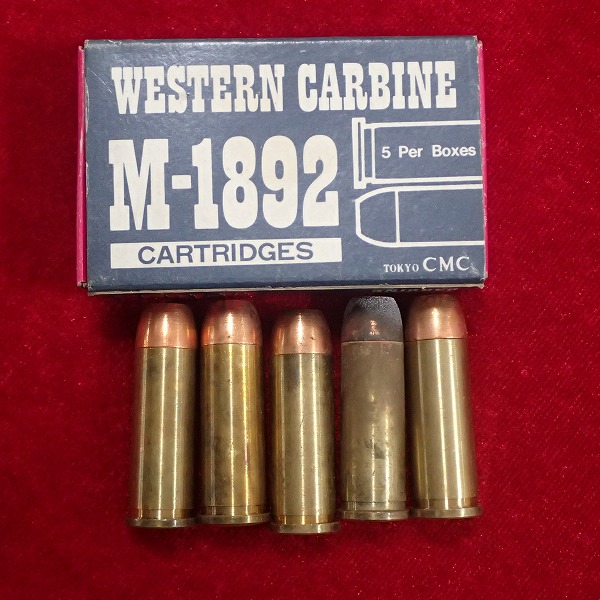 WESTERN CARBINE
M-1892
5 Per Boxes
CARTRIDGES
TOKYO CMC